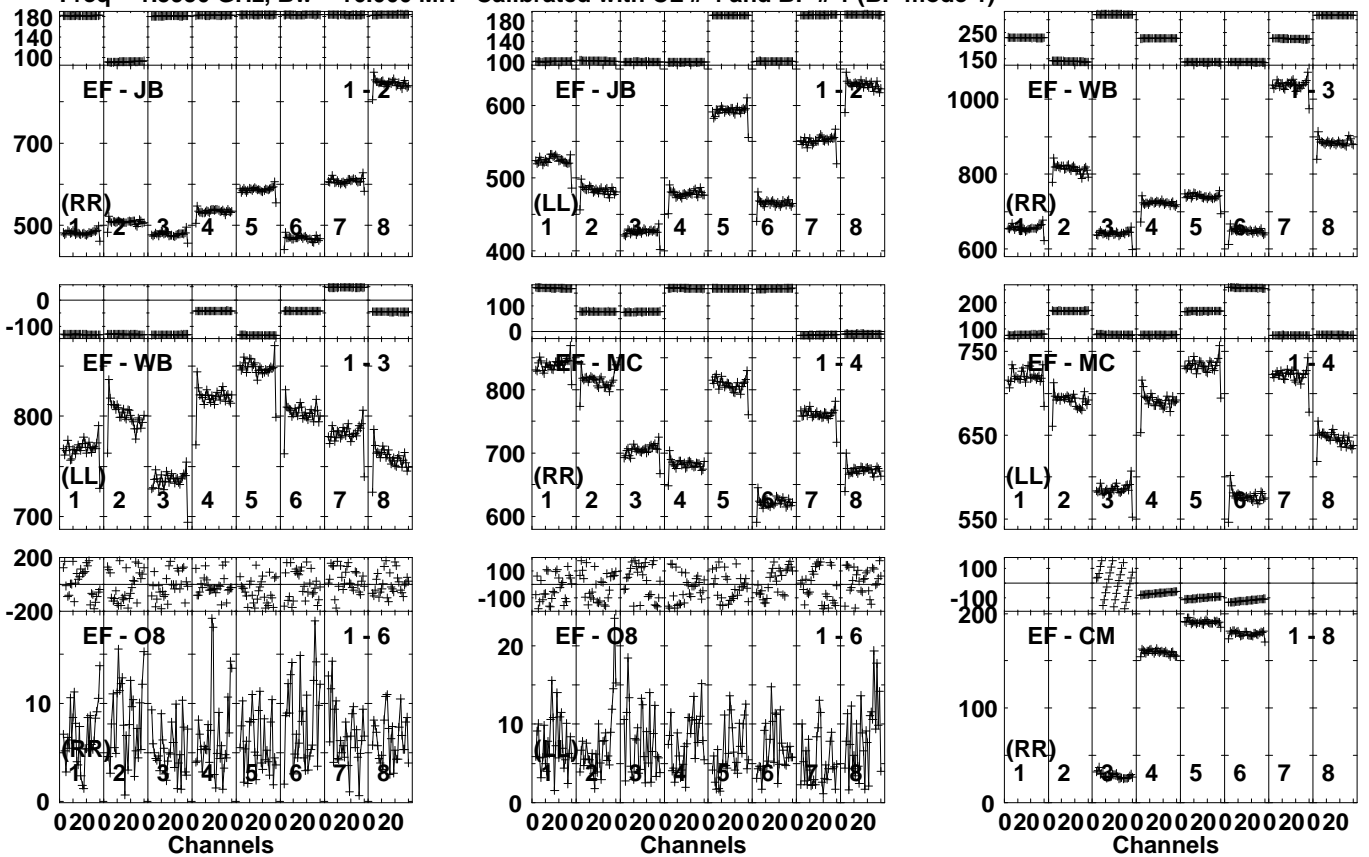 180 140 100
EF - JB 1 - 2
700 500
(RR)
1 2 3 4 5 6 7 8
180 140 100
EF - JB 1 - 2
600 500 400
(LL)
1 2 3 4 5 6 7 8
250 150
EF - WB 1 - 3
1000 800 600
(RR)
1 2 3 4 5 6 7 8
0 -100
EF - WB 1 - 3
800 700
(LL)
1 2 3 4 5 6 7 8
100 0
EF - MC 1 - 4
800 700 600
(RR)
1 2 3 4 5 6 7 8
200 100
EF - MC 1 - 4
750 650 550
(LL)
1 2 3 4 5 6 7 8
200 -200
EF - O8 1 - 6
10 0
(RR)
1 2 3 4 5 6 7 8
020020020020
Channels
100 -100
EF - O8 1 - 6
20 10 0
(LL)
1 2 3 4 5 6 7 8
020020020020
Channels
100 -100
EF - CM 1 - 8
200 100 0
(RR)
1 2 3 4 5 6 7 8
020020020020
Channels